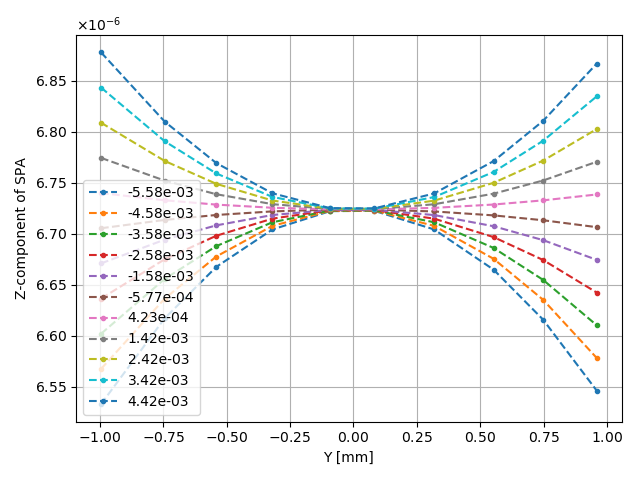 ×10⁻⁶
6.85
6.80
6.75
6.70
6.65
6.60
6.55
Z-component of SPA
-5.58e-03
-4.58e-03
-3.58e-03
-2.58e-03
-1.58e-03
-5.77e-04
4.23e-04
1.42e-03
2.42e-03
3.42e-03
4.42e-03
−1.00 −0.75 −0.50 −0.25 0.00 0.25 0.50 0.75 1.00
Y [mm]